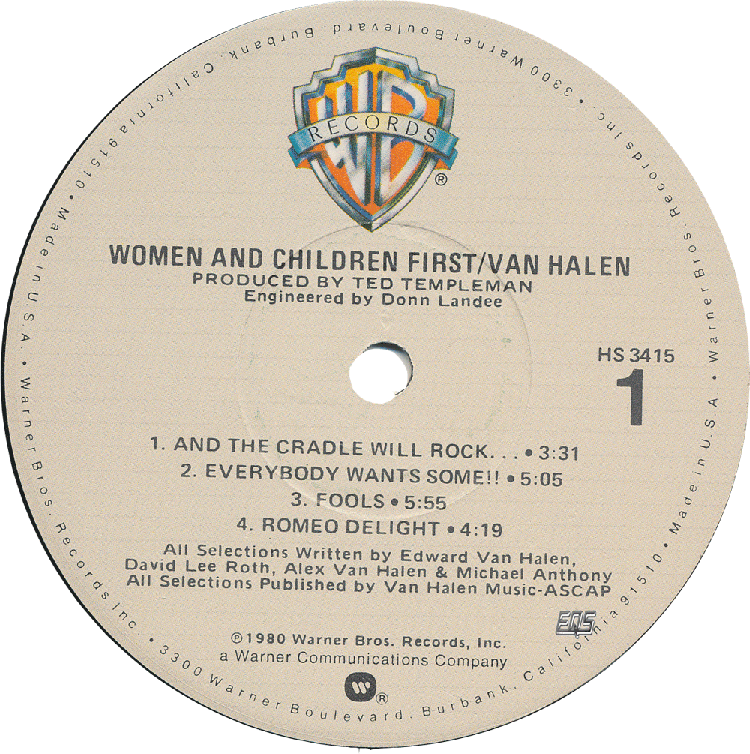 WB
RECORDS
®
WOMEN AND CHILDREN FIRST/VAN HALEN
PRODUCED BY TED TEMPLEMAN
Engineered by Donn Landee
HS 3415
1
1. AND THE CRADLE WILL ROCK. . . • 3:31
2. EVERYBODY WANTS SOME!! • 5:05
3. FOOLS • 5:55
4. ROMEO DELIGHT • 4:19
All Selections Written by Edward Van Halen,
David Lee Roth, Alex Van Halen & Michael Anthony
All Selections Published by Van Halen Music-ASCAP
EQS
℗1980 Warner Bros. Records, Inc.
a Warner Communications Company
®
Warner Bros. Records Inc. • 3300 Warner Boulevard, Burbank, California 91510 • Made in U.S.A. • Warner Bros. Records Inc. • 3300 Warner Boulevard, Burbank, California 91510 • Made in U.S.A. •